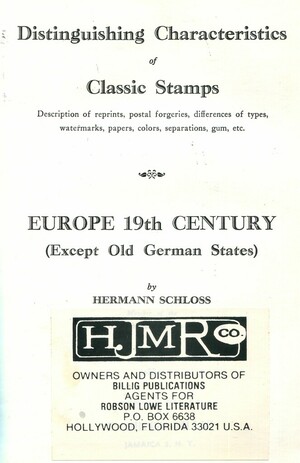 Distinguishing Characteristics
of
Classic Stamps
Description of reprints, postal forgeries, differences of types,
watermarks, papers, colors, separations, gum, etc.
EUROPE 19th CENTURY
(Except Old German States)
by
HERMANN SCHLOSS
HJMR CO.
OWNERS AND DISTRIBUTORS OF
BILLIG PUBLICATIONS
AGENTS FOR
ROBSON LOWE LITERATURE
P.O. BOX 6638
HOLLYWOOD, FLORIDA 33021 U.S.A.
JAMAICA 2, N. Y.